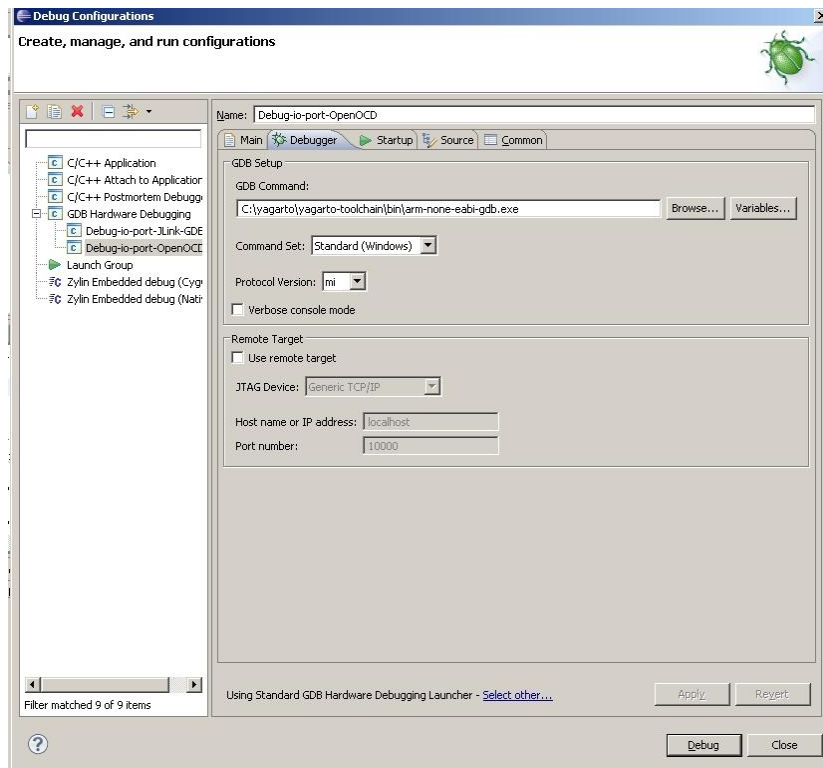 Debug Configurations
Create, manage, and run configurations
Name: Debug-io-port-OpenOCD
Main Debugger Startup Source Common
C/C++ Application
C/C++ Attach to Application
C/C++ Postmortem Debugge
GDB Hardware Debugging
Debug-io-port-JLink-GDB
Debug-io-port-OpenOCD
Launch Group
Zylin Embedded debug (Cygw
Zylin Embedded debug (Nativ
GDB Setup
GDB Command:
C:\yagarto\yagarto-toolchain\bin\arm-none-eabi-gdb.exe Browse... Variables...
Command Set: Standard (Windows)
Protocol Version: mi
Verbose console mode
Remote Target
Use remote target
JTAG Device: Generic TCP/IP
Host name or IP address: localhost
Port number: 10000
Filter matched 9 of 9 items
Using Standard GDB Hardware Debugging Launcher - Select other...
Apply Revert
Debug Close